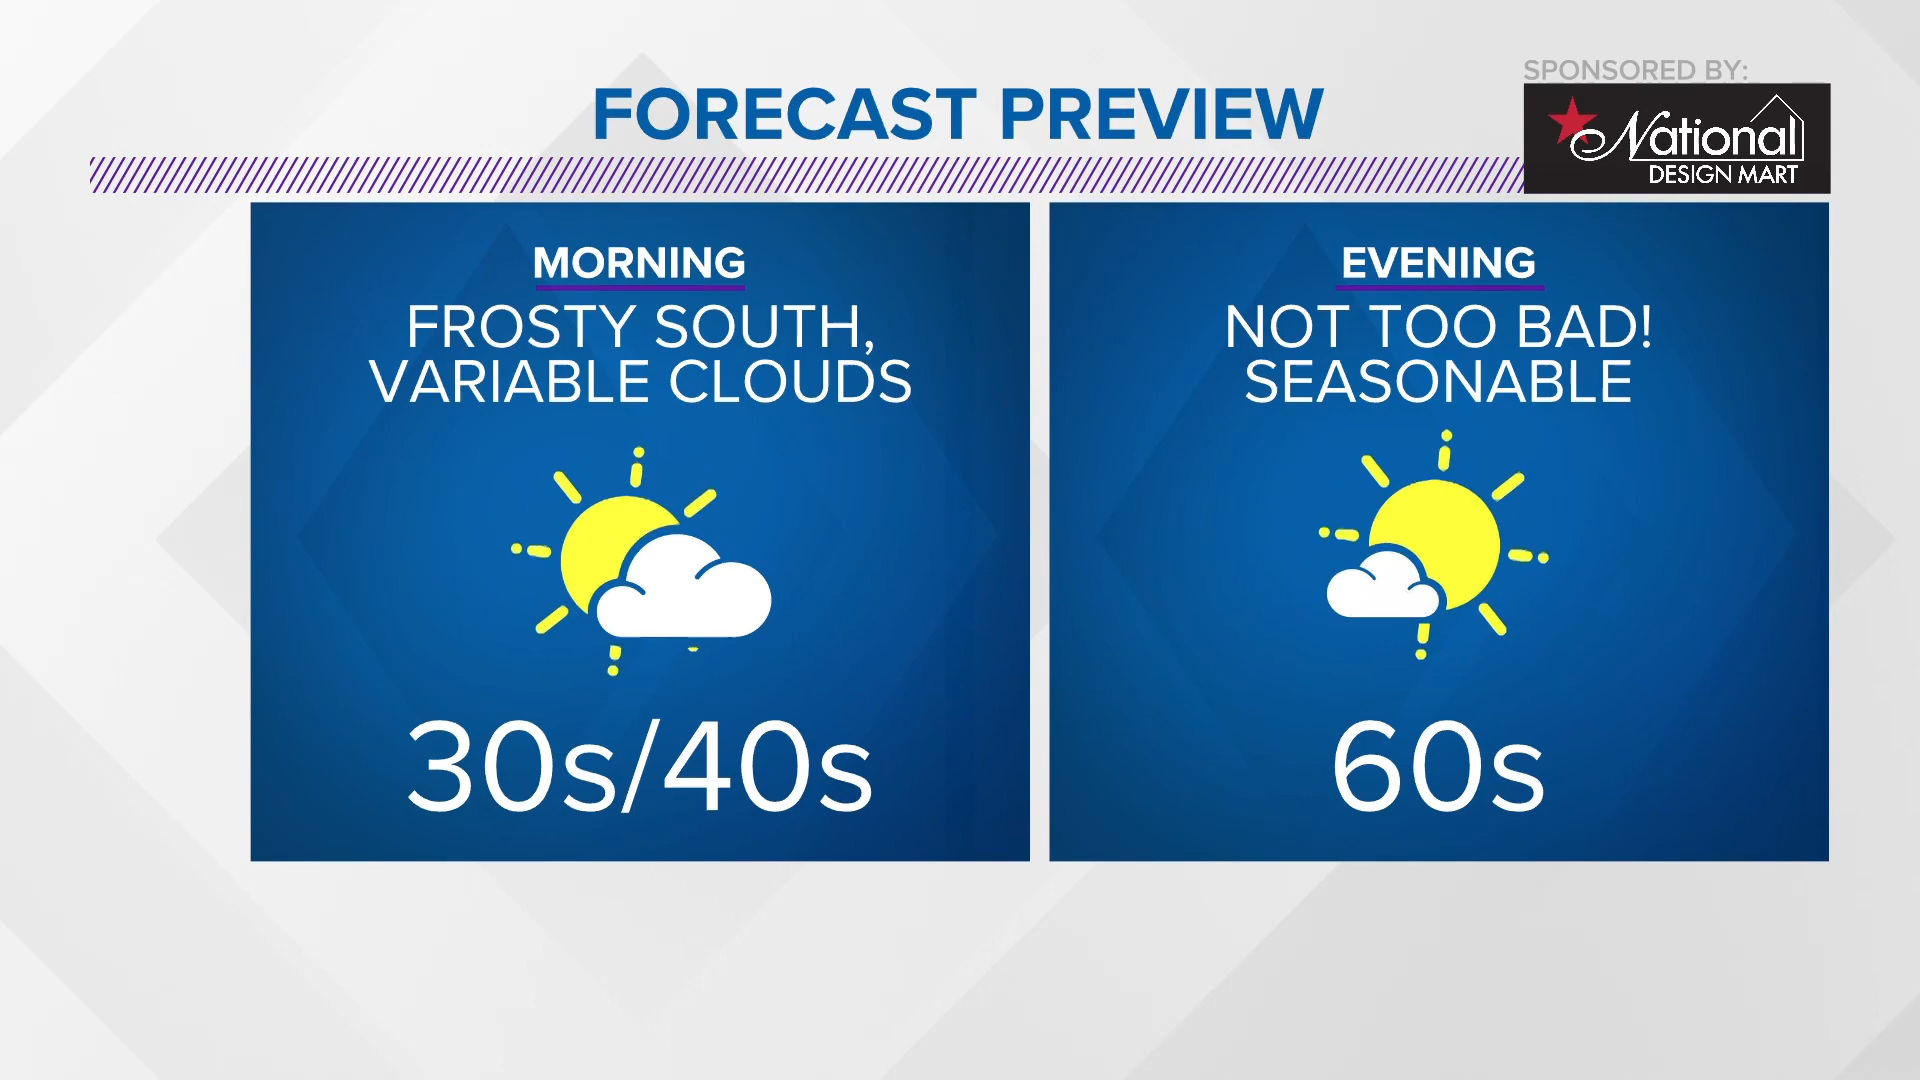 SPONSORED BY:
FORECAST PREVIEW
National
DESIGN MART
MORNING
FROSTY SOUTH,
VARIABLE CLOUDS
30s/40s
EVENING
NOT TOO BAD!
SEASONABLE
60s